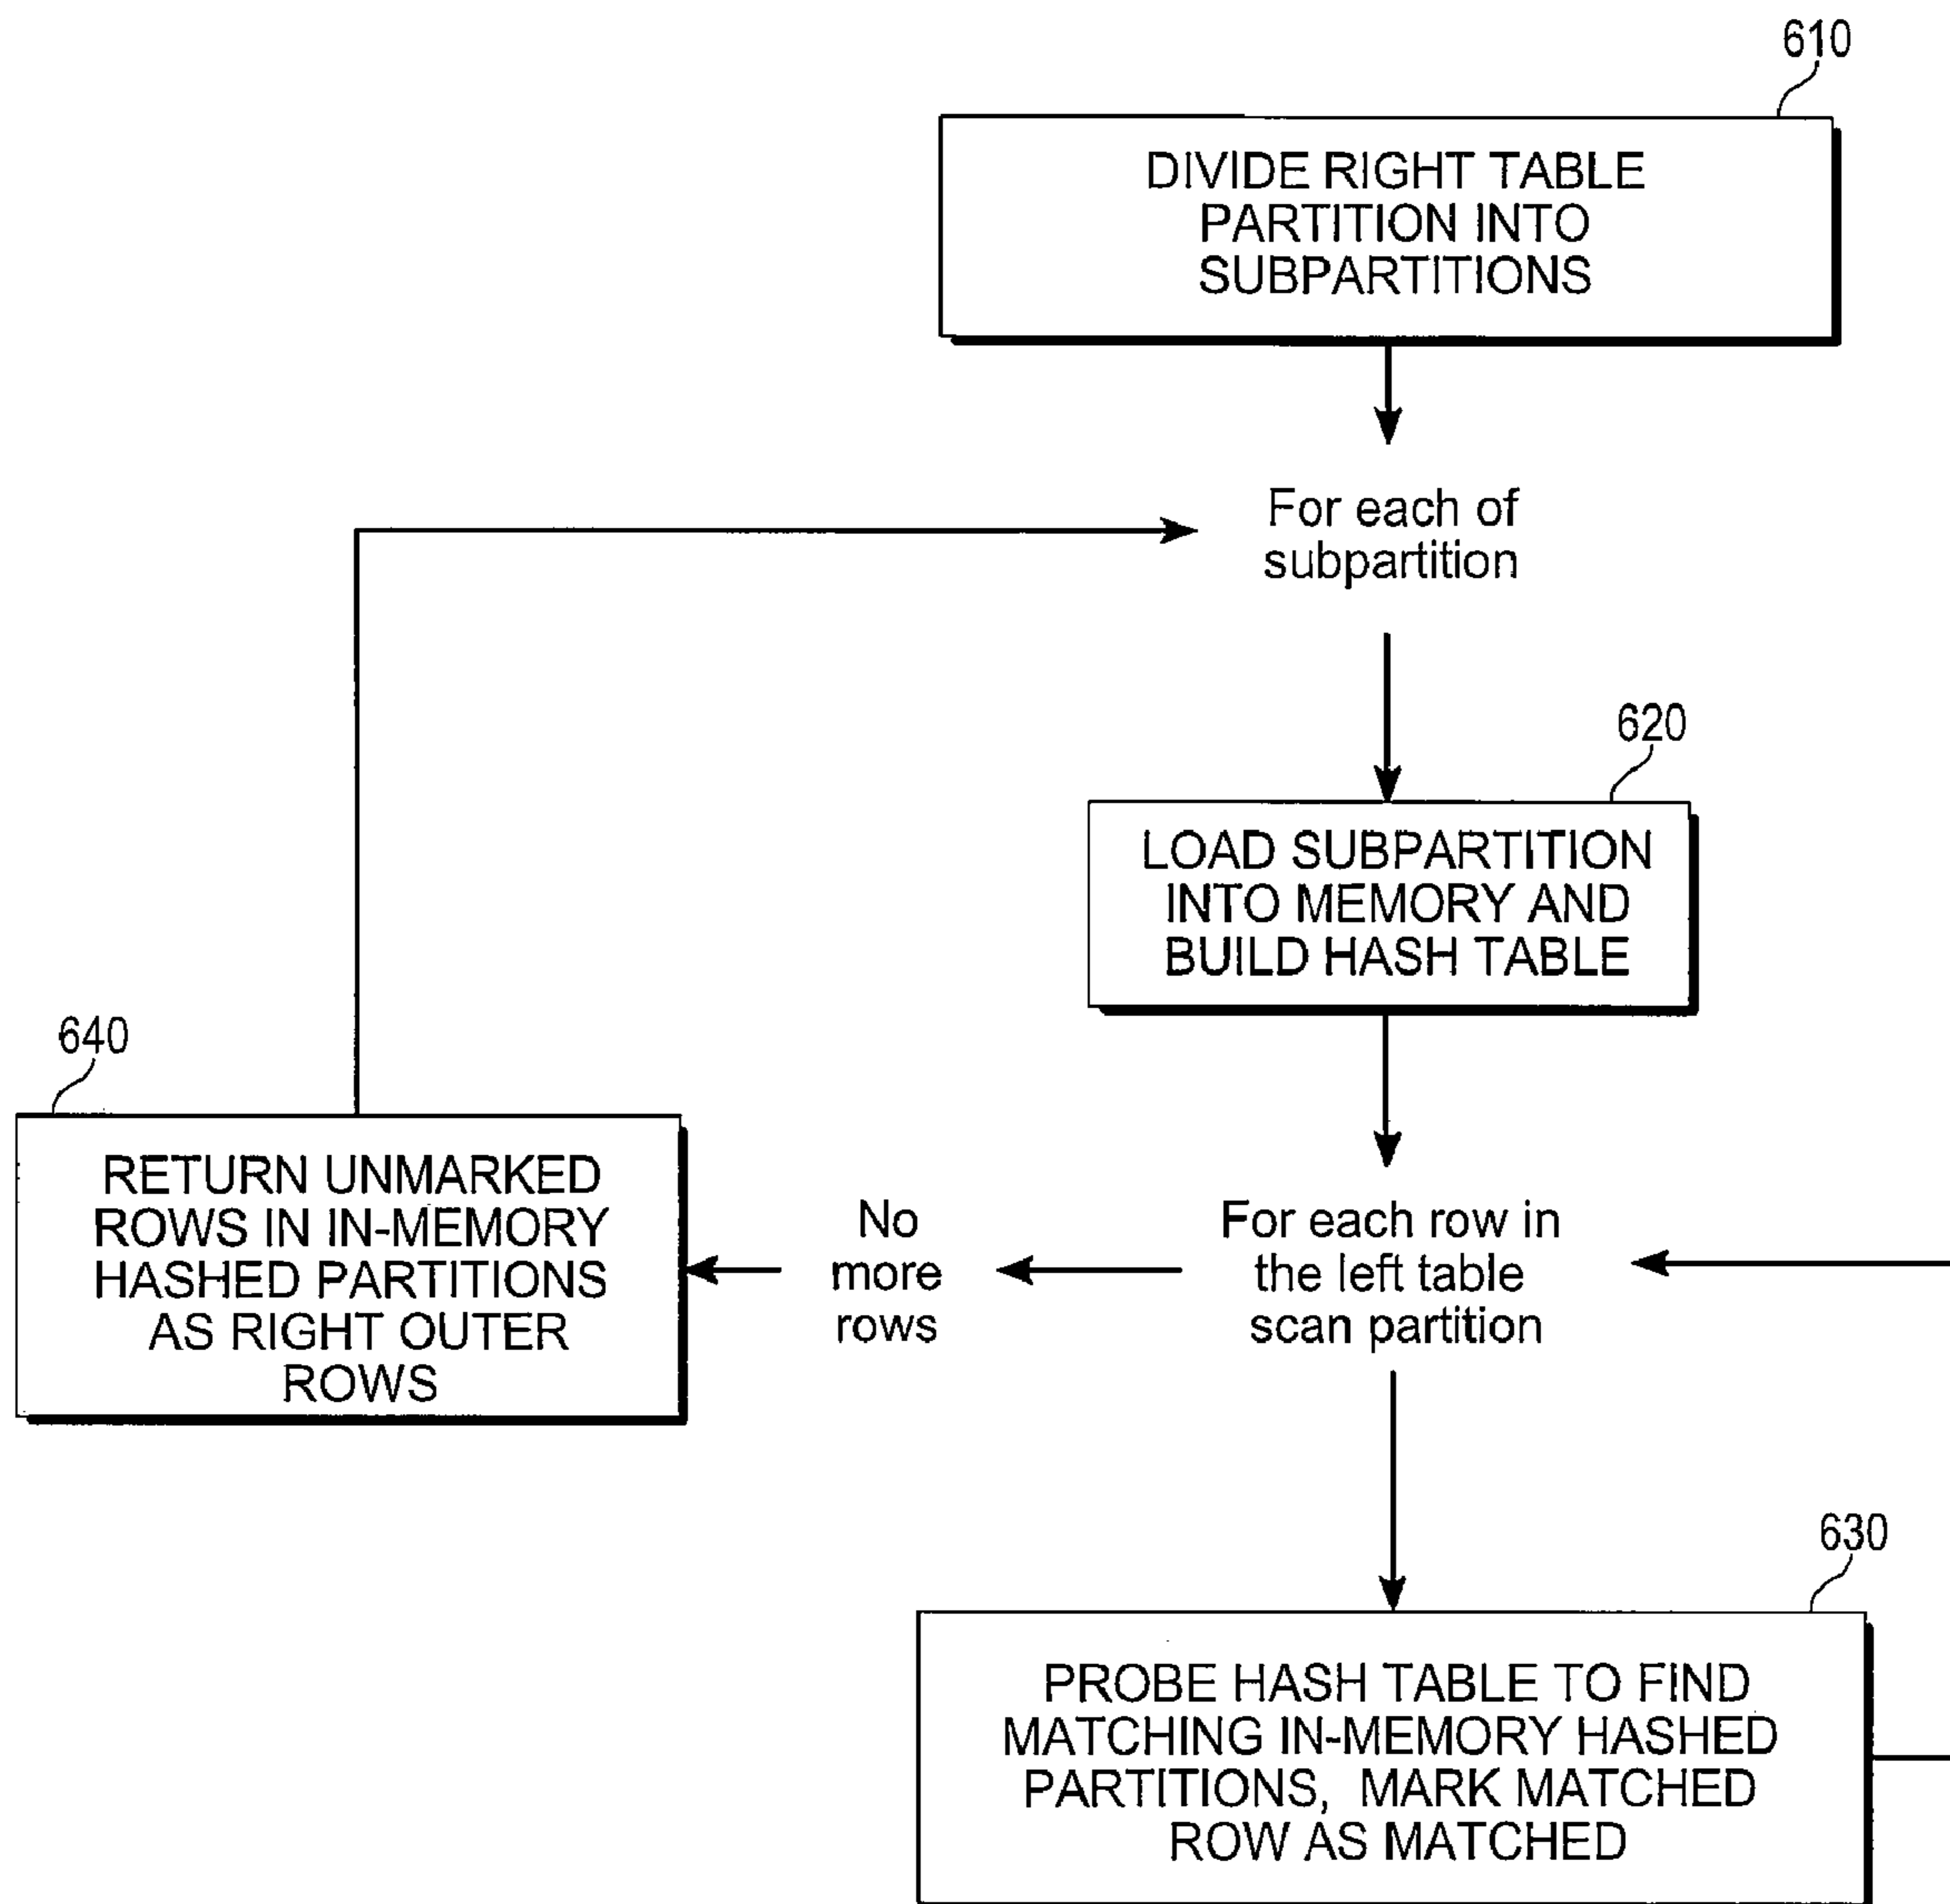 610
DIVIDE RIGHT TABLE
PARTITION INTO
SUBPARTITIONS
For each of
subpartition
620
LOAD SUBPARTITION
INTO MEMORY AND
BUILD HASH TABLE
640
RETURN UNMARKED
ROWS IN IN-MEMORY
HASHED PARTITIONS
AS RIGHT OUTER
ROWS
No
more
rows
For each row in
the left table
scan partition
630
PROBE HASH TABLE TO FIND
MATCHING IN-MEMORY HASHED
PARTITIONS, MARK MATCHED
ROW AS MATCHED